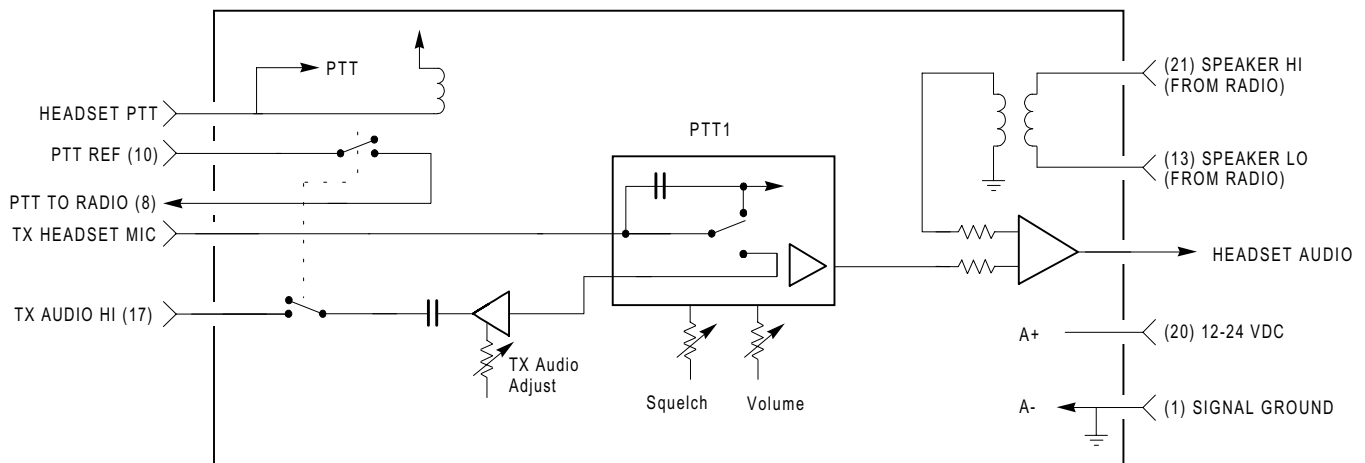 PTT
(21) SPEAKER HI
(FROM RADIO)
HEADSET PTT
PTT1
PTT REF (10)
(13) SPEAKER LO
(FROM RADIO)
PTT TO RADIO (8)
TX HEADSET MIC
HEADSET AUDIO
TX AUDIO HI (17)
A+
(20) 12-24 VDC
TX Audio
Adjust
Squelch
Volume
A-
(1) SIGNAL GROUND